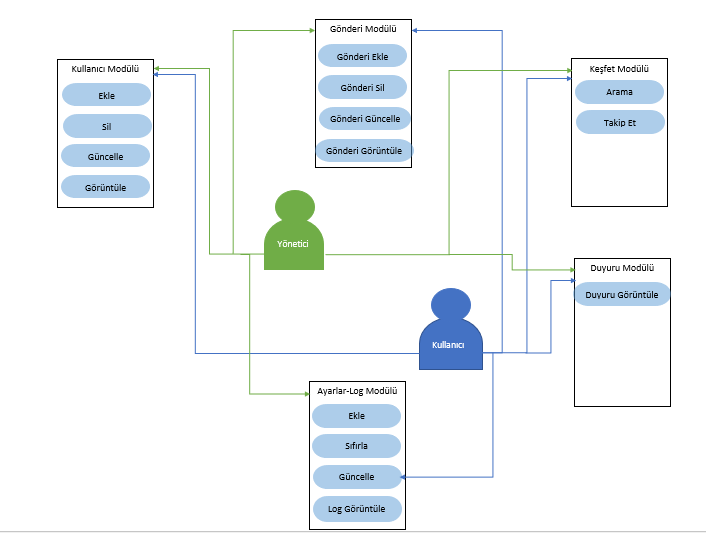 Gönderi Modülü
Gönderi Ekle
Gönderi Sil
Gönderi Güncelle
Gönderi Görüntüle
Kullanıcı Modülü
Ekle
Sil
Güncelle
Görüntüle
Keşfet Modülü
Arama
Takip Et
Yönetici
Duyuru Modülü
Duyuru Görüntüle
Kullanıcı
Ayarlar-Log Modülü
Ekle
Sıfırla
Güncelle
Log Görüntüle